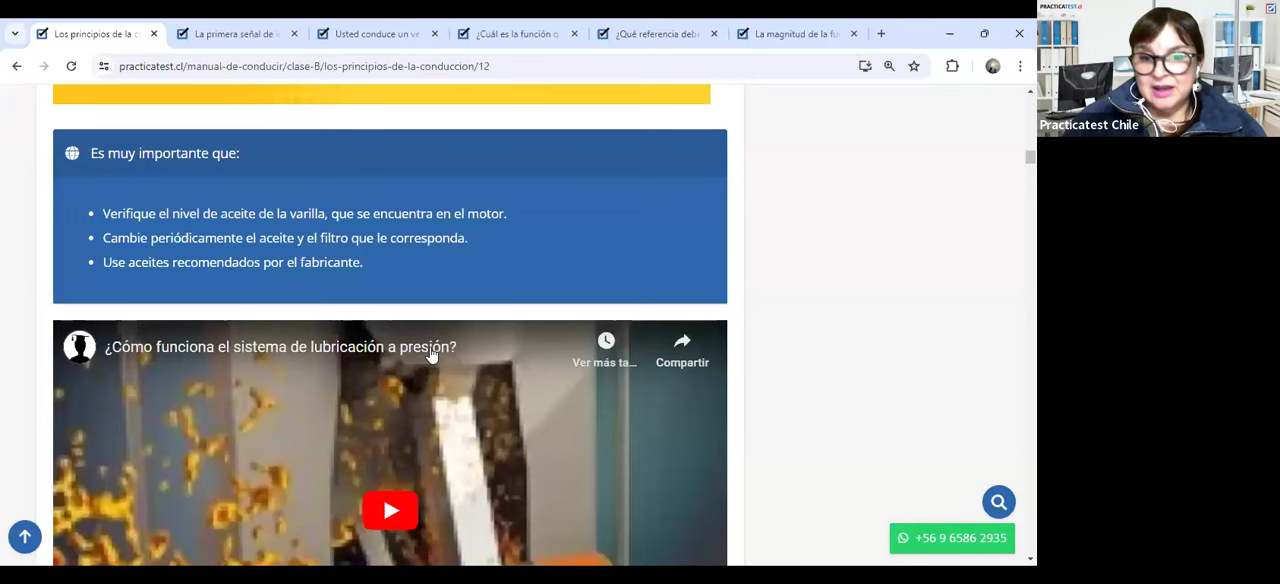 Los principios de la c
La primera señal de i
Usted conduce un ve
¿Cuál es la función q
¿Qué referencia deb
La magnitud de la fu
practicatest.cl/manual-de-conducir/clase-B/los-principios-de-la-conduccion/12
PRACTICATEST.cl
Practicatest Chile
Es muy importante que:
Verifique el nivel de aceite de la varilla, que se encuentra en el motor.
Cambie periódicamente el aceite y el filtro que le corresponda.
Use aceites recomendados por el fabricante.
¿Cómo funciona el sistema de lubricación a presión?
Ver más ta...
Compartir
+56 9 6586 2935